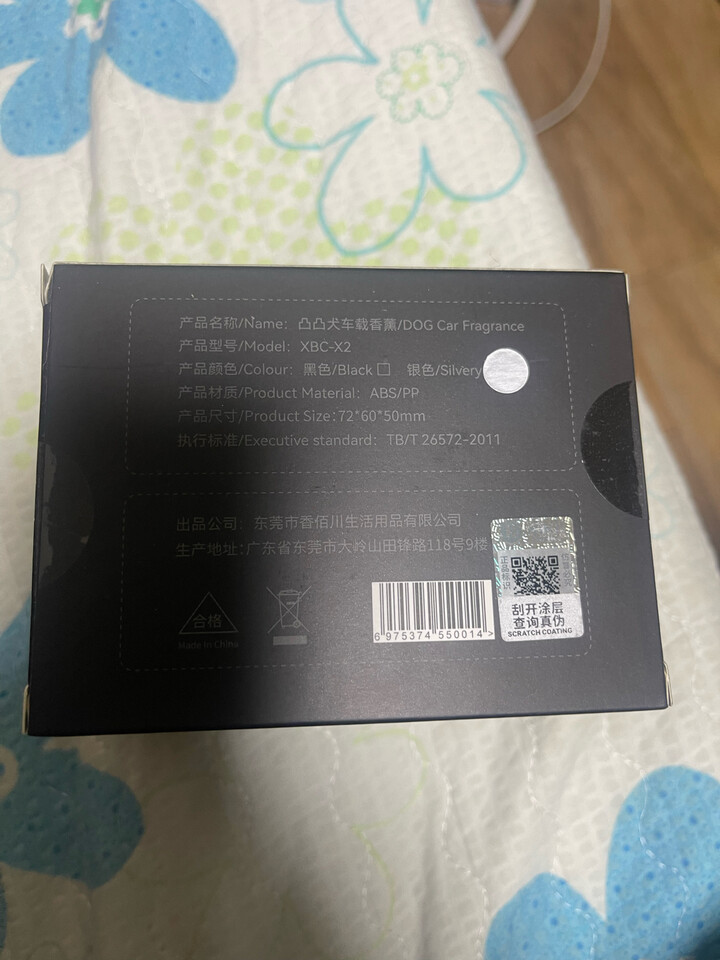 产品名称/Name: 凸凸犬车载香薰/DOG Car Fragrance
产品型号/Model: XBC-X2
产品颜色/Colour: 黑色/Black □ 银色/Silvery
产品材质/Product Material: ABS/PP
产品尺寸/Product Size:72*60*50mm
执行标准/Executive standard: TB/T 26572-2011
出品公司: 东莞市香佰川生活用品有限公司
生产地址:广东省东莞市大岭山田锋路118号9楼
合格
Made In China
6 975374 550014 >
刮开涂层
查询真伪
SCRATCH COATING